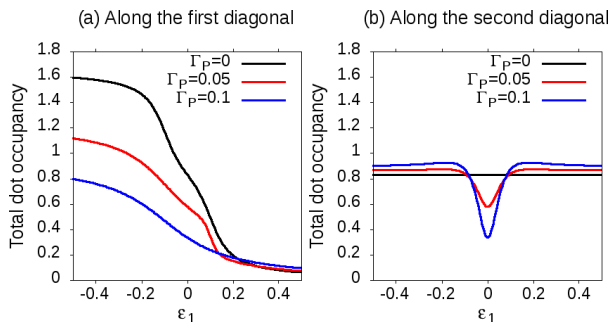 (a) Along the first diagonal
Total dot occupancy
1.8
1.6
1.4
1.2
1
0.8
0.6
0.4
0.2
0
ΓP=0
ΓP=0.05
ΓP=0.1
-0.4 -0.2 0 0.2 0.4
ε1
(b) Along the second diagonal
Total dot occupancy
1.8
1.6
1.4
1.2
1
0.8
0.6
0.4
0.2
0
ΓP=0
ΓP=0.05
ΓP=0.1
-0.4 -0.2 0 0.2 0.4
ε1